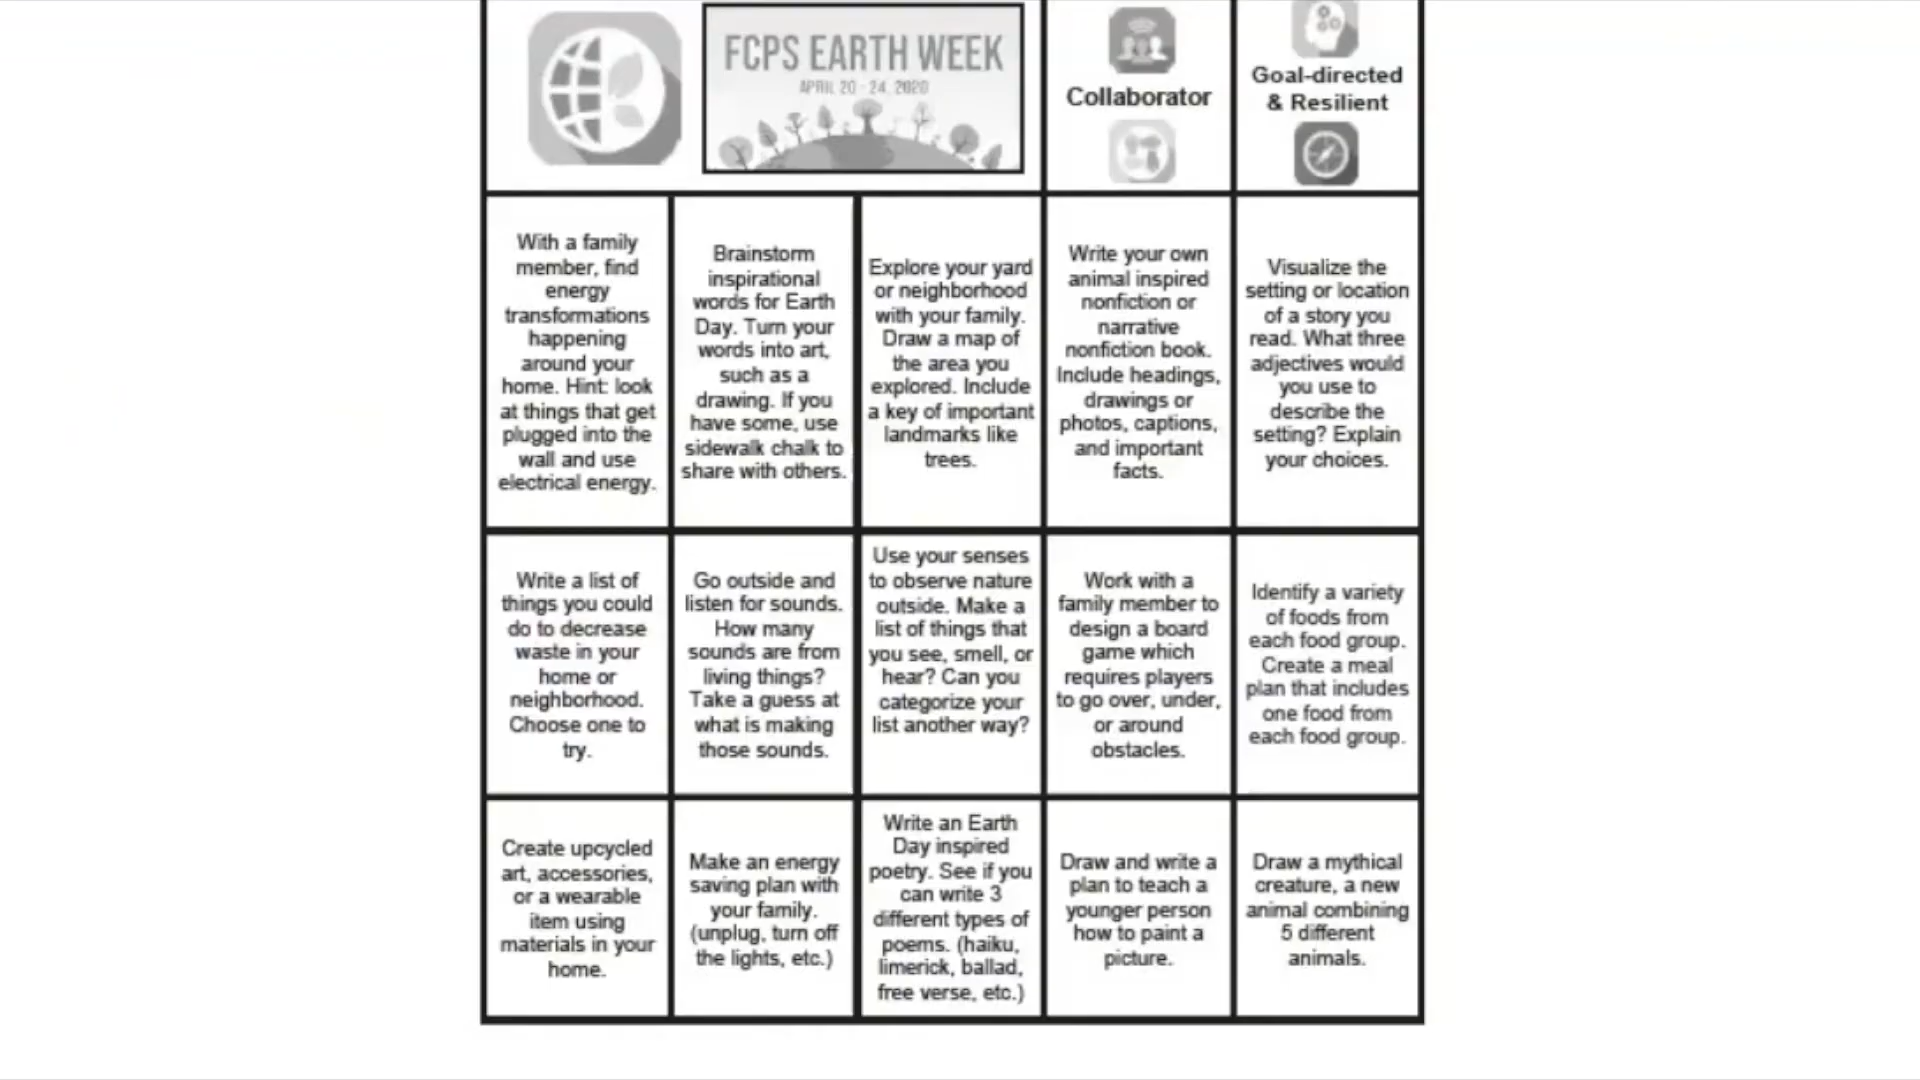 FCPS EARTH WEEK
APRIL 20 - 24, 2020
Collaborator
Goal-directed
& Resilient
With a family
member, find
energy
transformations
happening
around your
home. Hint: look
at things that get
plugged into the
wall and use
electrical energy.
Brainstorm
inspirational
words for Earth
Day. Turn your
words into art,
such as a
drawing. If you
have some, use
sidewalk chalk to
share with others.
Explore your yard
or neighborhood
with your family.
Draw a map of
the area you
explored. Include
a key of important
landmarks like
trees.
Write your own
animal inspired
nonfiction or
narrative
nonfiction book.
Include headings,
drawings or
photos, captions,
and important
facts.
Visualize the
setting or location
of a story you
read. What three
adjectives would
you use to
describe the
setting? Explain
your choices.
Write a list of
things you could
do to decrease
waste in your
home or
neighborhood.
Choose one to
try.
Go outside and
listen for sounds.
How many
sounds are from
living things?
Take a guess at
what is making
those sounds.
Use your senses
to observe nature
outside. Make a
list of things that
you see, smell, or
hear? Can you
categorize your
list another way?
Work with a
family member to
design a board
game which
requires players
to go over, under,
or around
obstacles.
Identify a variety
of foods from
each food group.
Create a meal
plan that includes
one food from
each food group.
Create upcycled
art, accessories,
or a wearable
item using
materials in your
home.
Make an energy
saving plan with
your family.
(unplug, turn off
the lights, etc.)
Write an Earth
Day inspired
poetry. See if you
can write 3
different types of
poems. (haiku,
limerick, ballad,
free verse, etc.)
Draw and write a
plan to teach a
younger person
how to paint a
picture.
Draw a mythical
creature, a new
animal combining
5 different
animals.